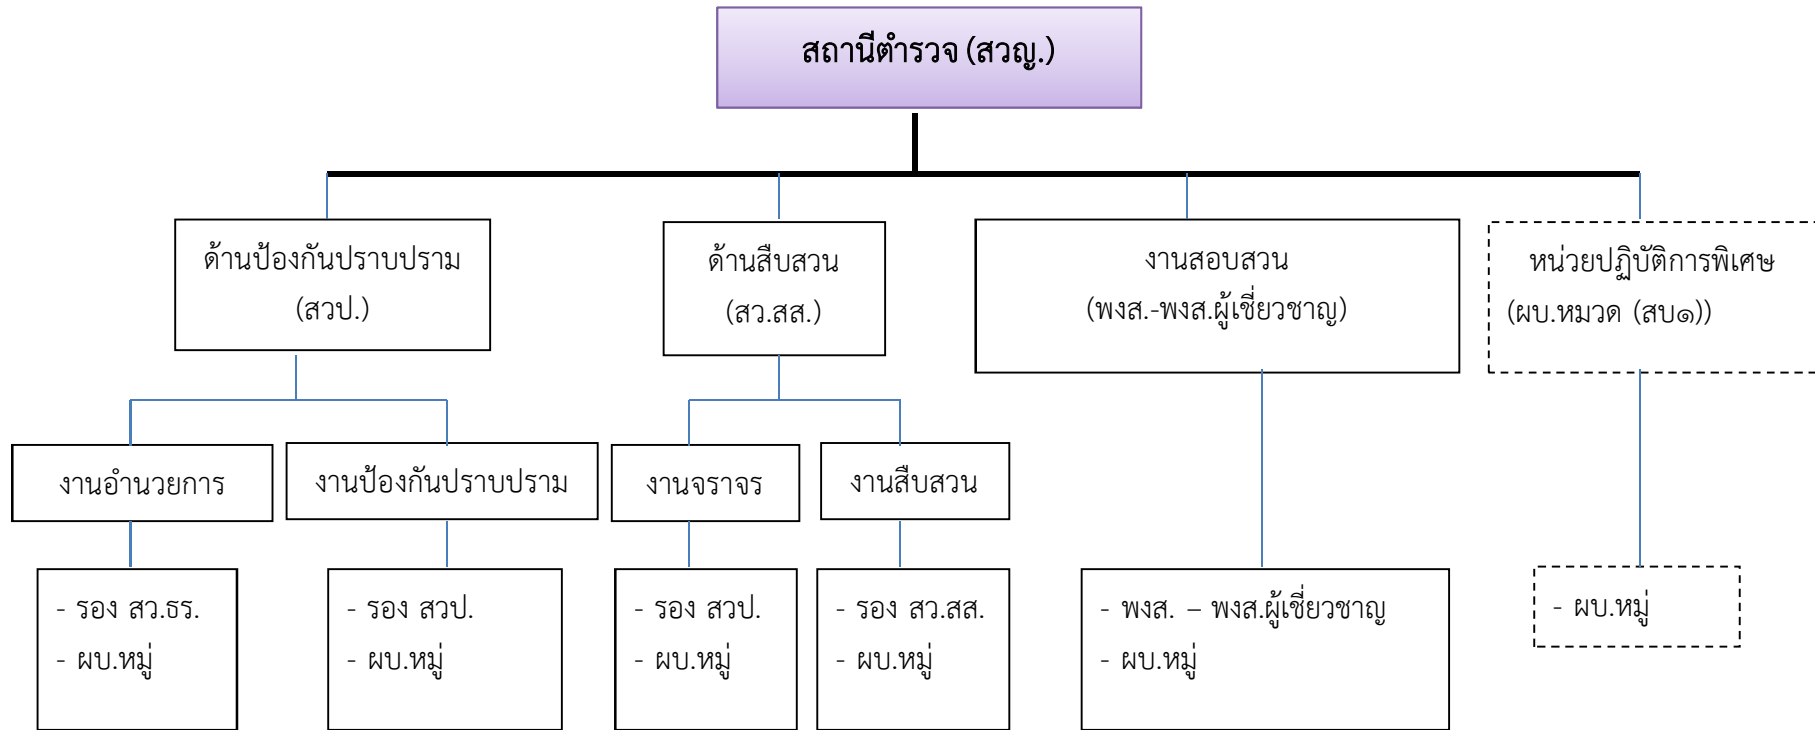 สถานีตำรวจ (สวญ.)
ด้านป้องกันปราบปราม
(สวป.)
ด้านสืบสวน
(สว.สส.)
งานสอบสวน
(พงส.-พงส.ผู้เชี่ยวชาญ)
หน่วยปฏิบัติการพิเศษ
(ผบ.หมวด (สบ๑))
งานอำนวยการ
งานป้องกันปราบปราม
งานจราจร
งานสืบสวน
- รอง สว.ธร.
- ผบ.หมู่
- รอง สวป.
- ผบ.หมู่
- รอง สวป.
- ผบ.หมู่
- รอง สว.สส.
- ผบ.หมู่
- พงส. – พงส.ผู้เชี่ยวชาญ
- ผบ.หมู่
- ผบ.หมู่